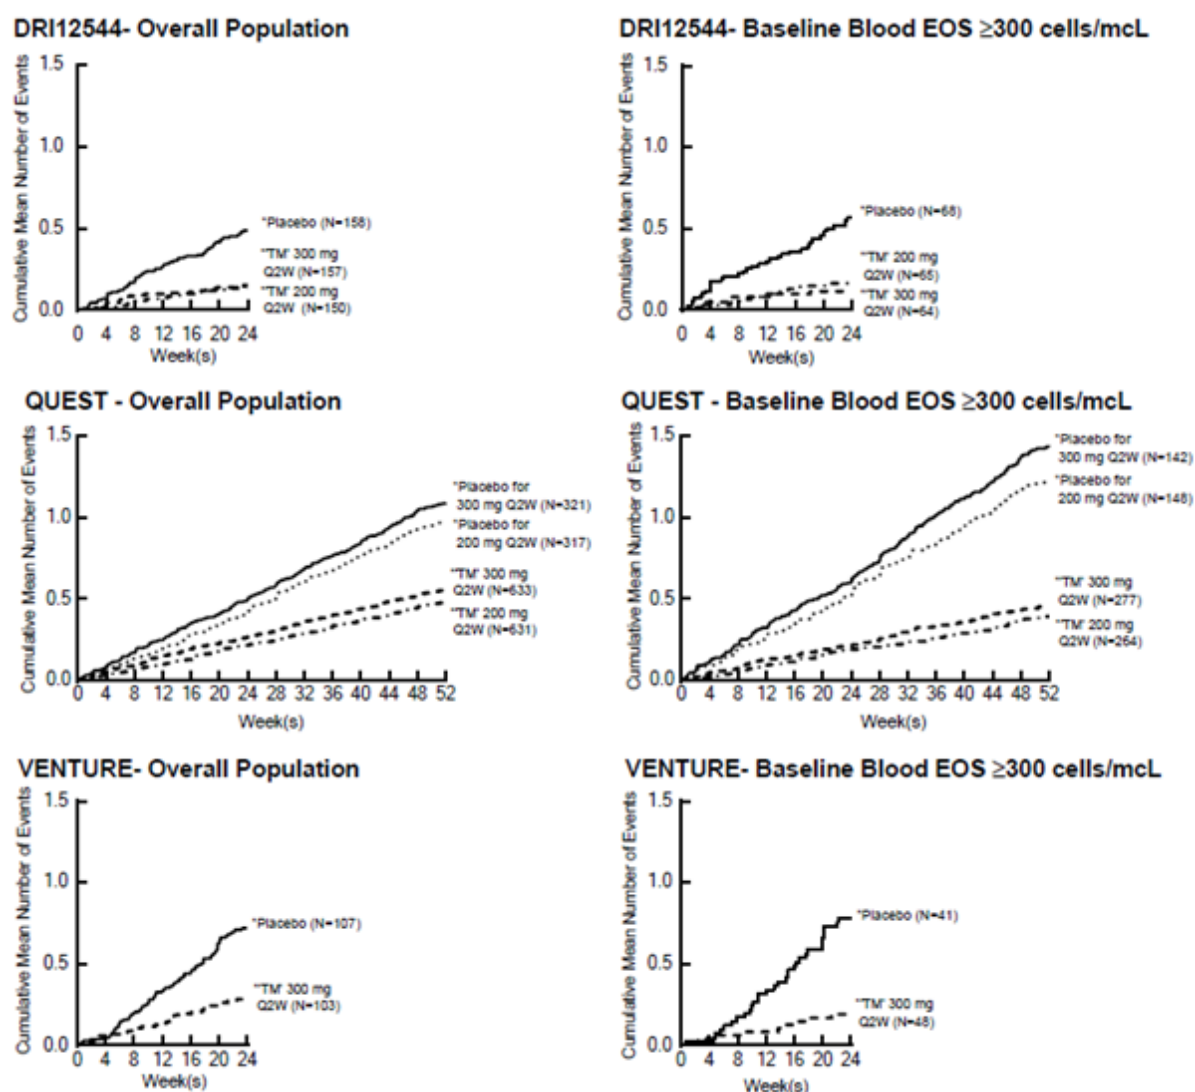 DRI12544- Overall Population
Cumulative Mean Number of Events
1.5
1.0
0.5
0.0
*Placebo (N=158)
*"TM" 300 mg
Q2W (N=157)
*"TM" 200 mg
Q2W (N=150)
0 4 8 12 16 20 24
Week(s)
DRI12544- Baseline Blood EOS ≥300 cells/mcL
Cumulative Mean Number of Events
1.5
1.0
0.5
0.0
*Placebo (N=68)
*"TM" 200 mg
Q2W (N=65)
*"TM" 300 mg
Q2W (N=64)
0 4 8 12 16 20 24
Week(s)
QUEST - Overall Population
Cumulative Mean Number of Events
1.5
1.0
0.5
0.0
*Placebo for
300 mg Q2W (N=321)
*Placebo for
200 mg Q2W (N=317)
*"TM" 300 mg
Q2W (N=633)
*"TM" 200 mg
Q2W (N=631)
0 4 8 12 16 20 24 28 32 36 40 44 48 52
Week(s)
QUEST - Baseline Blood EOS ≥300 cells/mcL
Cumulative Mean Number of Events
1.5
1.0
0.5
0.0
*Placebo for
300 mg Q2W (N=142)
*Placebo for
200 mg Q2W (N=148)
*"TM" 300 mg
Q2W (N=277)
*"TM" 200 mg
Q2W (N=264)
0 4 8 12 16 20 24 28 32 36 40 44 48 52
Week(s)
VENTURE- Overall Population
Cumulative Mean Number of Events
1.5
1.0
0.5
0.0
*Placebo (N=107)
*"TM" 300 mg
Q2W (N=103)
0 4 8 12 16 20 24
Week(s)
VENTURE- Baseline Blood EOS ≥300 cells/mcL
Cumulative Mean Number of Events
1.5
1.0
0.5
0.0
*Placebo (N=41)
*"TM" 300 mg
Q2W (N=48)
0 4 8 12 16 20 24
Week(s)